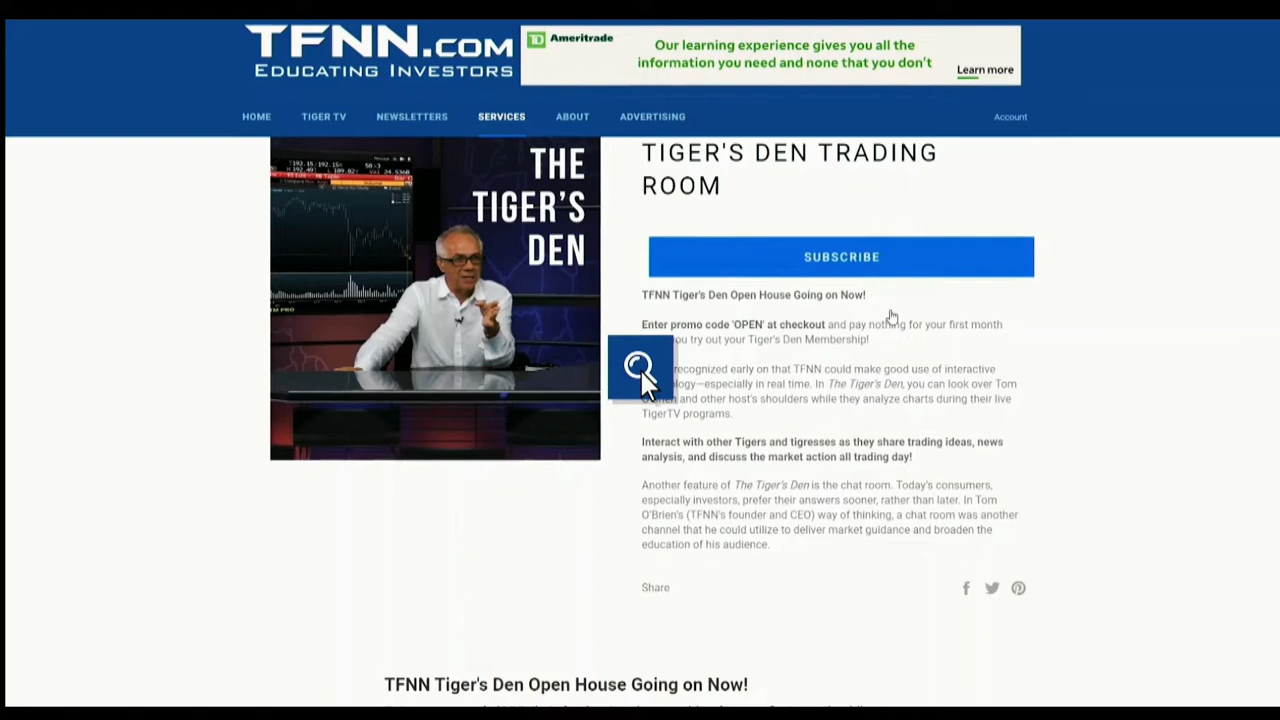 TFNN.COM
EDUCATING INVESTORS
TD Ameritrade
Our learning experience gives you all the
information you need and none that you don't
Learn more
HOME TIGER TV NEWSLETTERS SERVICES ABOUT ADVERTISING Account
THE
TIGER'S
DEN
TIGER'S DEN TRADING
ROOM
SUBSCRIBE
TFNN Tiger's Den Open House Going on Now!
Enter promo code 'OPEN' at checkout and pay nothing for your first month
you try out your Tiger's Den Membership!
recognized early on that TFNN could make good use of interactive
—especially in real time. In The Tiger's Den, you can look over Tom
and other host's shoulders while they analyze charts during their live
TigerTV programs.
Interact with other Tigers and tigresses as they share trading ideas, news
analysis, and discuss the market action all trading day!
Another feature of The Tiger's Den is the chat room. Today's consumers,
especially investors, prefer their answers sooner, rather than later. In Tom
O'Brien's (TFNN's founder and CEO) way of thinking, a chat room was another
channel that he could utilize to deliver market guidance and broaden the
education of his audience.
Share
TFNN Tiger's Den Open House Going on Now!